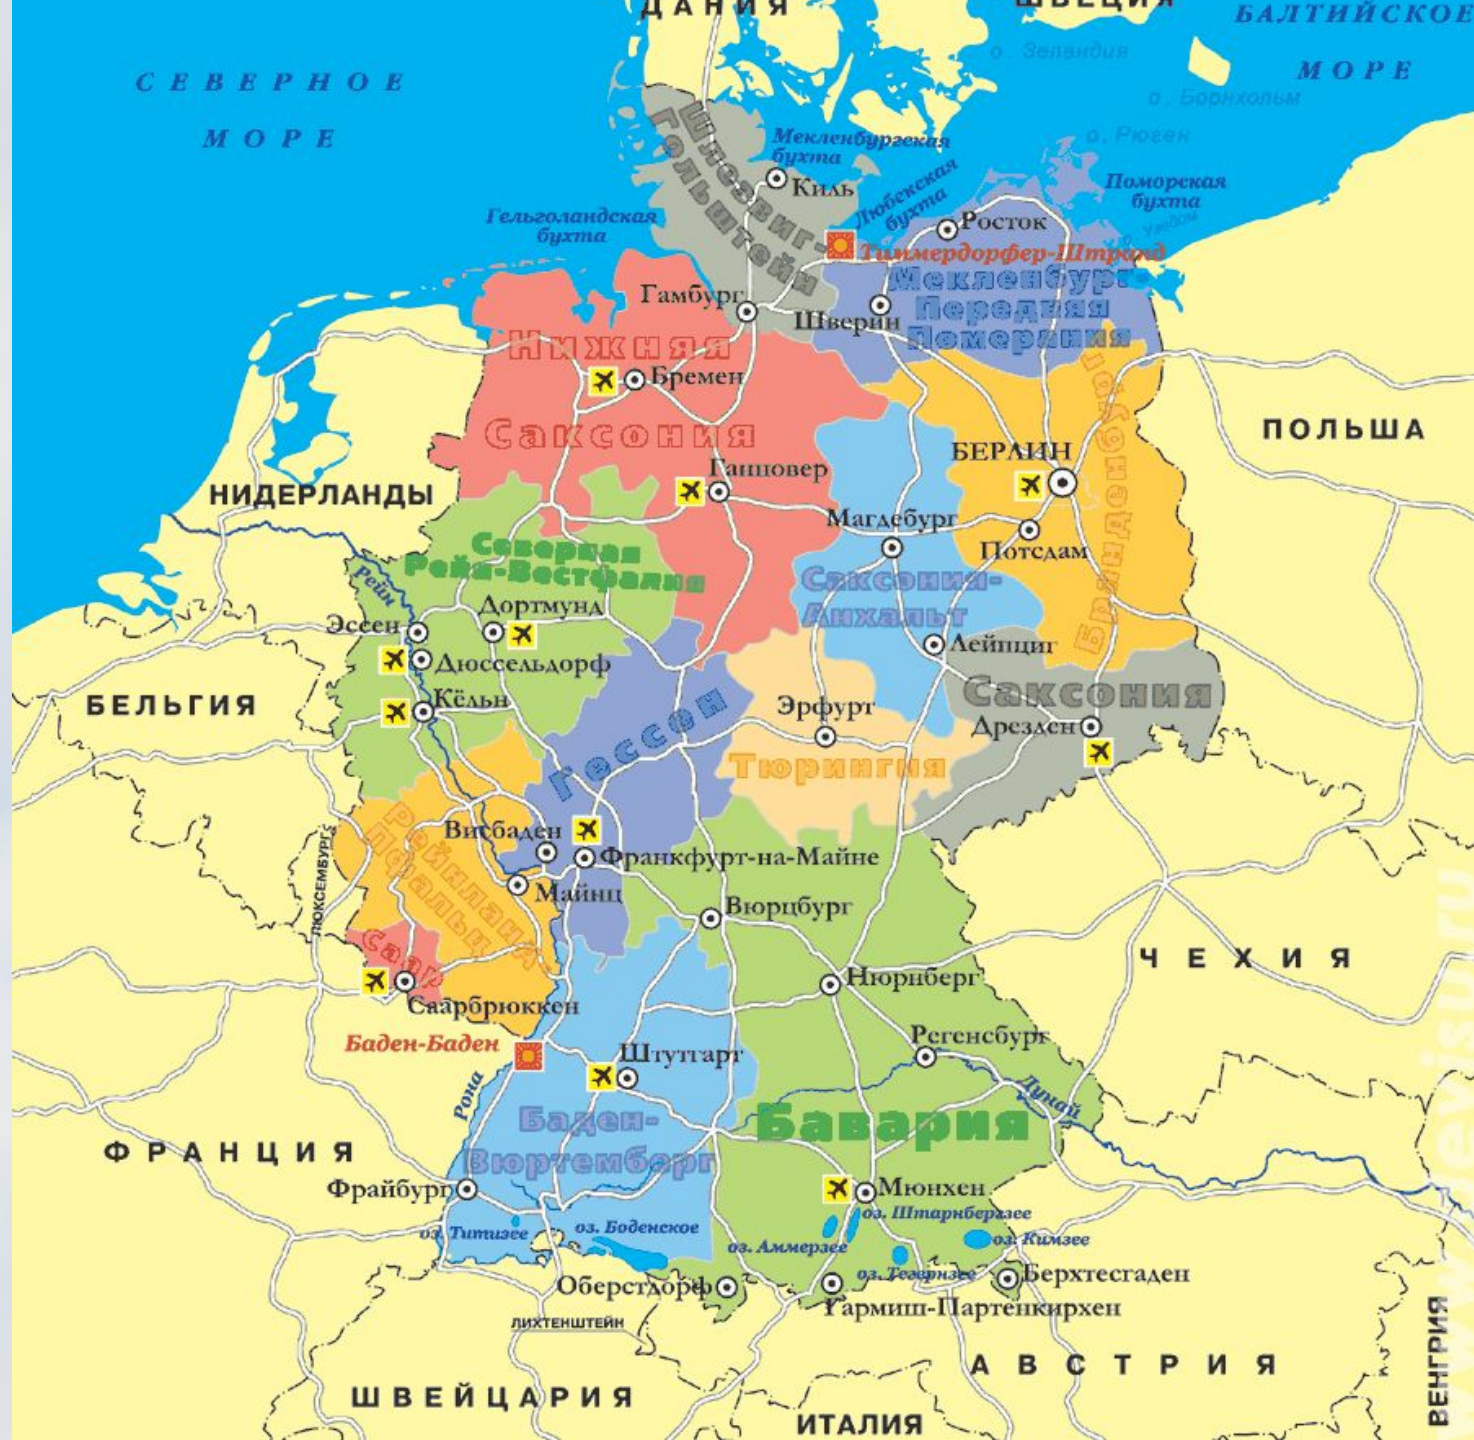 ДАНИЯ
ШВЕЦИЯ
БАЛТИЙСКОЕ
МОРЕ
СЕВЕРНОЕ
МОРЕ
о. Зеландия
о. Борнхольм
о. Рюген
Мекленбургская
бухта
Киль
Шлезвиг-
Гольштейн
Любекская
бухта
Поморская
бухта
Узедом
Гельголандская
бухта
Росток
Тиммердорфер-Штранд
Мекленбург
Передняя
Померания
Гамбург
Шверин
Нижняя
Саксония
Бремен
Ганновер
БЕРЛИН
Бранденбург
ПОЛЬША
НИДЕРЛАНДЫ
Магдебург
Потсдам
Северная
Рейн-Вестфалия
Саксония-
Анхальт
Рейн
Дортмунд
Эссен
Дюссельдорф
Кёльн
Лейпциг
БЕЛЬГИЯ
Саксония
Дрезден
Эрфурт
Тюрингия
Гессен
Висбаден
Франкфурт-на-Майне
Майнц
Рейнланд
Пфальц
ЛЮКСЕМБУРГ
Вюрцбург
Саар
Саарбрюккен
ЧЕХИЯ
Нюрнберг
Регенсбург
Баден-Баден
Штутгарт
Рона
Дунай
Баден-
Вюртемберг
Бавария
ФРАНЦИЯ
Фрайбург
Мюнхен
оз. Штарнбергзее
оз. Титизее
оз. Боденское
оз. Аммерзее
оз. Кимзее
оз. Тегернзее
Оберстдорф
Берхтесгаден
Гармиш-Партенкирхен
ЛИХТЕНШТЕЙН
ШВЕЙЦАРИЯ
АВСТРИЯ
ИТАЛИЯ
ВЕНГРИЯ